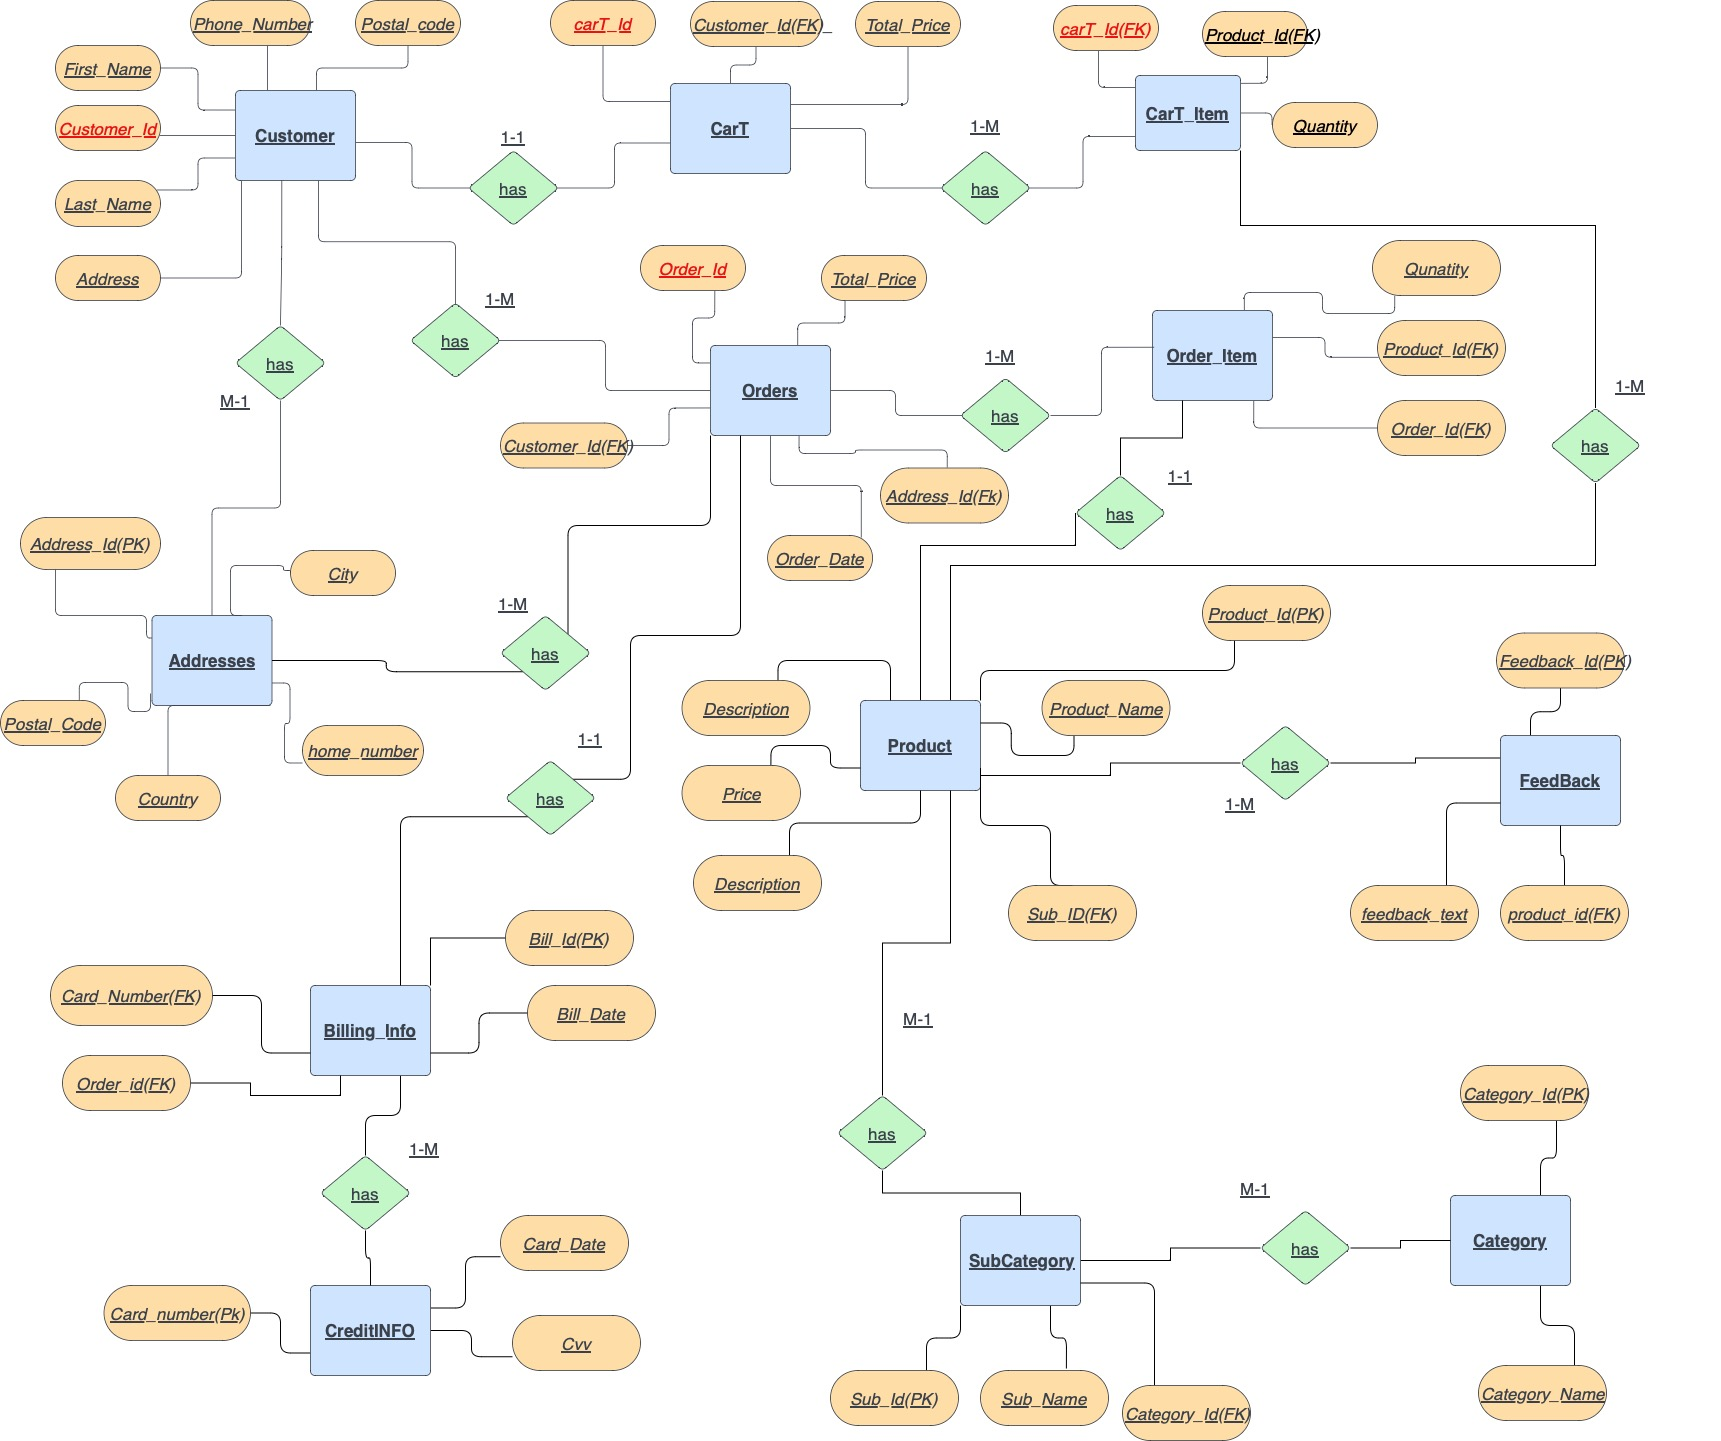 Phone_Number
Postal_code
carT_Id
Customer_Id(FK)_
Total_Price
carT_Id(FK)
Product_Id(FK)
First_Name
Customer_Id
Customer
CarT
CarT_Item
Quantity
1-1
1-M
has
has
Last_Name
Address
Order_Id
Total_Price
Qunatity
1-M
has
has
M-1
Orders
1-M
Order_Item
Product_Id(FK)
1-M
Customer_Id(FK)
has
Order_Id(FK)
has
1-1
Address_Id(Fk)
has
Address_Id(PK)
City
Order_Date
1-M
Product_Id(PK)
Addresses
has
Feedback_Id(PK)
Postal_Code
home_number
Description
Product_Name
Product
1-1
has
FeedBack
Country
has
Price
1-M
Description
Sub_ID(FK)
feedback_text
product_id(FK)
Bill_Id(PK)
Card_Number(FK)
Bill_Date
Billing_Info
M-1
Order_id(FK)
Category_Id(PK)
1-M
has
has
M-1
Card_Date
SubCategory
has
Category
Card_number(Pk)
CreditINFO
Cvv
Sub_Id(PK)
Sub_Name
Category_Id(FK)
Category_Name